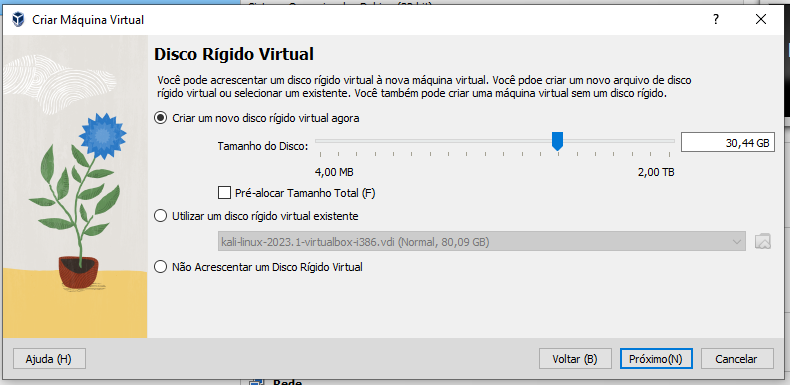 Criar Máquina Virtual
?
Disco Rígido Virtual
Você pode acrescentar um disco rígido virtual à nova máquina virtual. Você pdoe criar um novo arquivo de disco
rígido virtual ou selecionar um existente. Você também pode criar uma máquina virtual sem um disco rígido.
Criar um novo disco rígido virtual agora
Tamanho do Disco:
30,44 GB
4,00 MB
2,00 TB
Pré-alocar Tamanho Total (F)
Utilizar um disco rígido virtual existente
kali-linux-2023.1-virtualbox-i386.vdi (Normal, 80,09 GB)
Não Acrescentar um Disco Rígido Virtual
Ajuda (H)
Voltar (B)
Próximo(N)
Cancelar
Rede